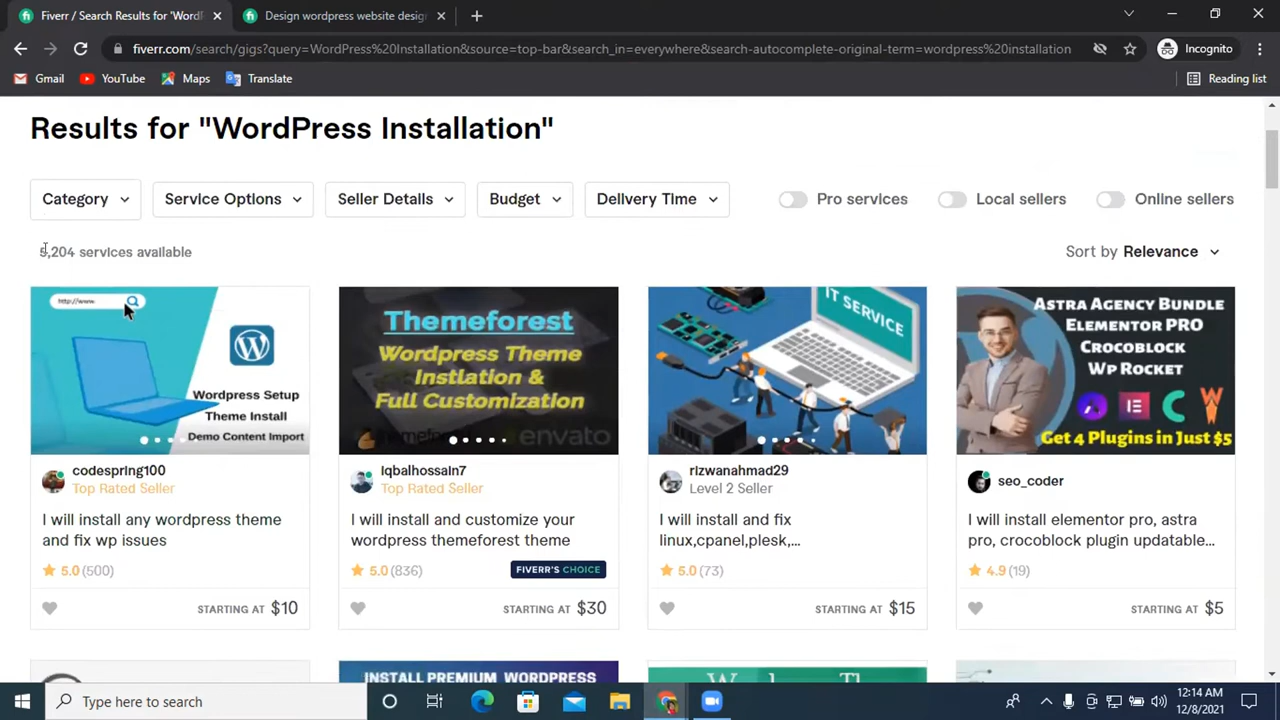 Fiverr / Search Results for 'Word
Design wordpress website desig
fiverr.com/search/gigs?query=WordPress%20Installation&source=top-bar&search_in=everywhere&search-autocomplete-original-term=wordpress%20installation
Incognito
Gmail
YouTube
Maps
Translate
Reading list
Results for "WordPress Installation"
Category
Service Options
Seller Details
Budget
Delivery Time
Pro services
Local sellers
Online sellers
5,204 services available
Sort by Relevance
http://www.
Wordpress Setup
Theme Install
Demo Content Import
Themeforest
Wordpress Theme
Instlation &
Full Customization
envato
IT SERVICE
ASTRA AGENCY BUNDLE
ELEMENTOR PRO
CROCOBLOCK
WP ROCKET
Get 4 Plugins in Just $5
codespring100
Top Rated Seller
iqbalhossain7
Top Rated Seller
rizwanahmad29
Level 2 Seller
seo_coder
I will install any wordpress theme
and fix wp issues
I will install and customize your
wordpress themeforest theme
I will install and fix
linux,cpanel,plesk,...
I will install elementor pro, astra
pro, crocoblock plugin updatable...
5.0 (500)
5.0 (836)
FIVERR'S CHOICE
5.0 (73)
4.9 (19)
STARTING AT $10
STARTING AT $30
STARTING AT $15
STARTING AT $5
INSTALL PREMIUM WORDPRESS
Type here to search
12:14 AM
12/8/2021